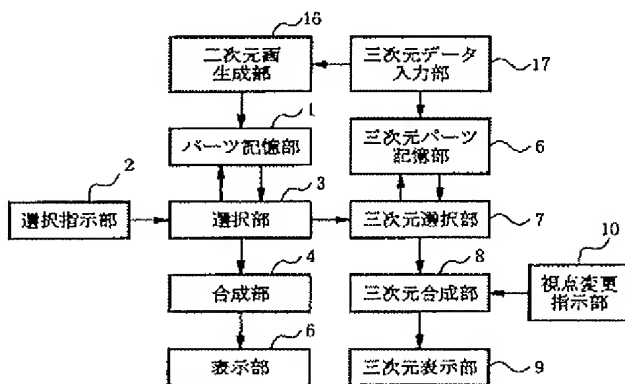 16
二次元画
生成部
三次元データ
入力部
17
1
パーツ記憶部
三次元パーツ
記憶部
6
2
選択指示部
3
選択部
三次元選択部
7
4
合成部
8
三次元合成部
10
視点変更
指示部
6
表示部
三次元表示部
9